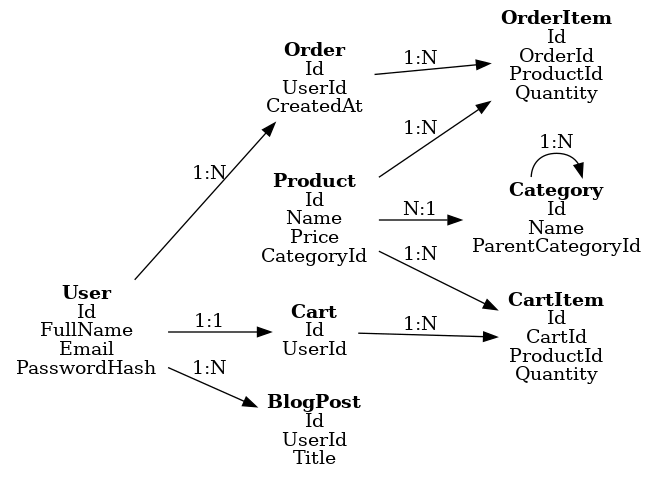 User
Id
FullName
Email
PasswordHash
1:N
1:1
1:N
Order
Id
UserId
CreatedAt
Product
Id
Name
Price
CategoryId
Cart
Id
UserId
BlogPost
Id
UserId
Title
1:N
1:N
N:1
1:N
1:N
OrderItem
Id
OrderId
ProductId
Quantity
1:N
Category
Id
Name
ParentCategoryId
CartItem
Id
CartId
ProductId
Quantity